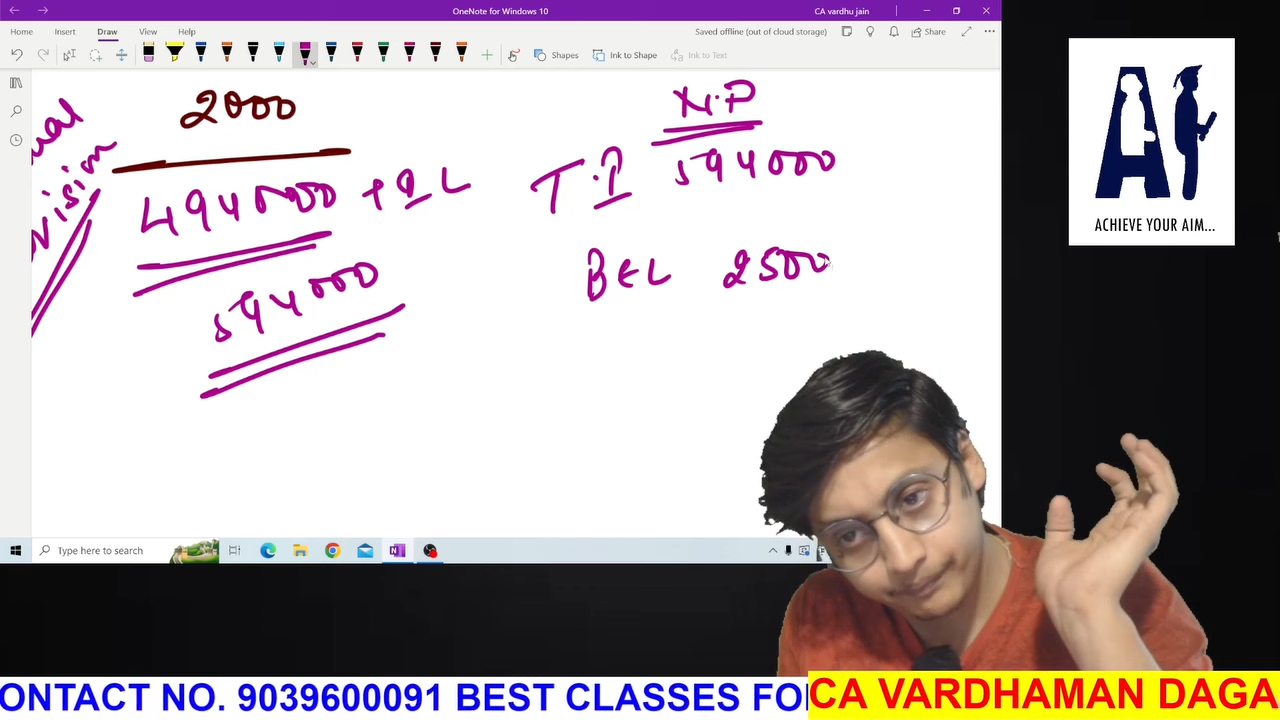 OneNote for Windows 10
CA vardhu jain
Home Insert Draw View Help
Saved offline (out of cloud storage)
Share
Shapes
Ink to Shape
Ink to Text
2000
N.P
494000 + 2L
T.I 594000
594000
BEL 2500
ACHIEVE YOUR AIM...
Type here to search
ONTACT NO. 9039600091 BEST CLASSES FO
CA VARDHAMAN DAGA